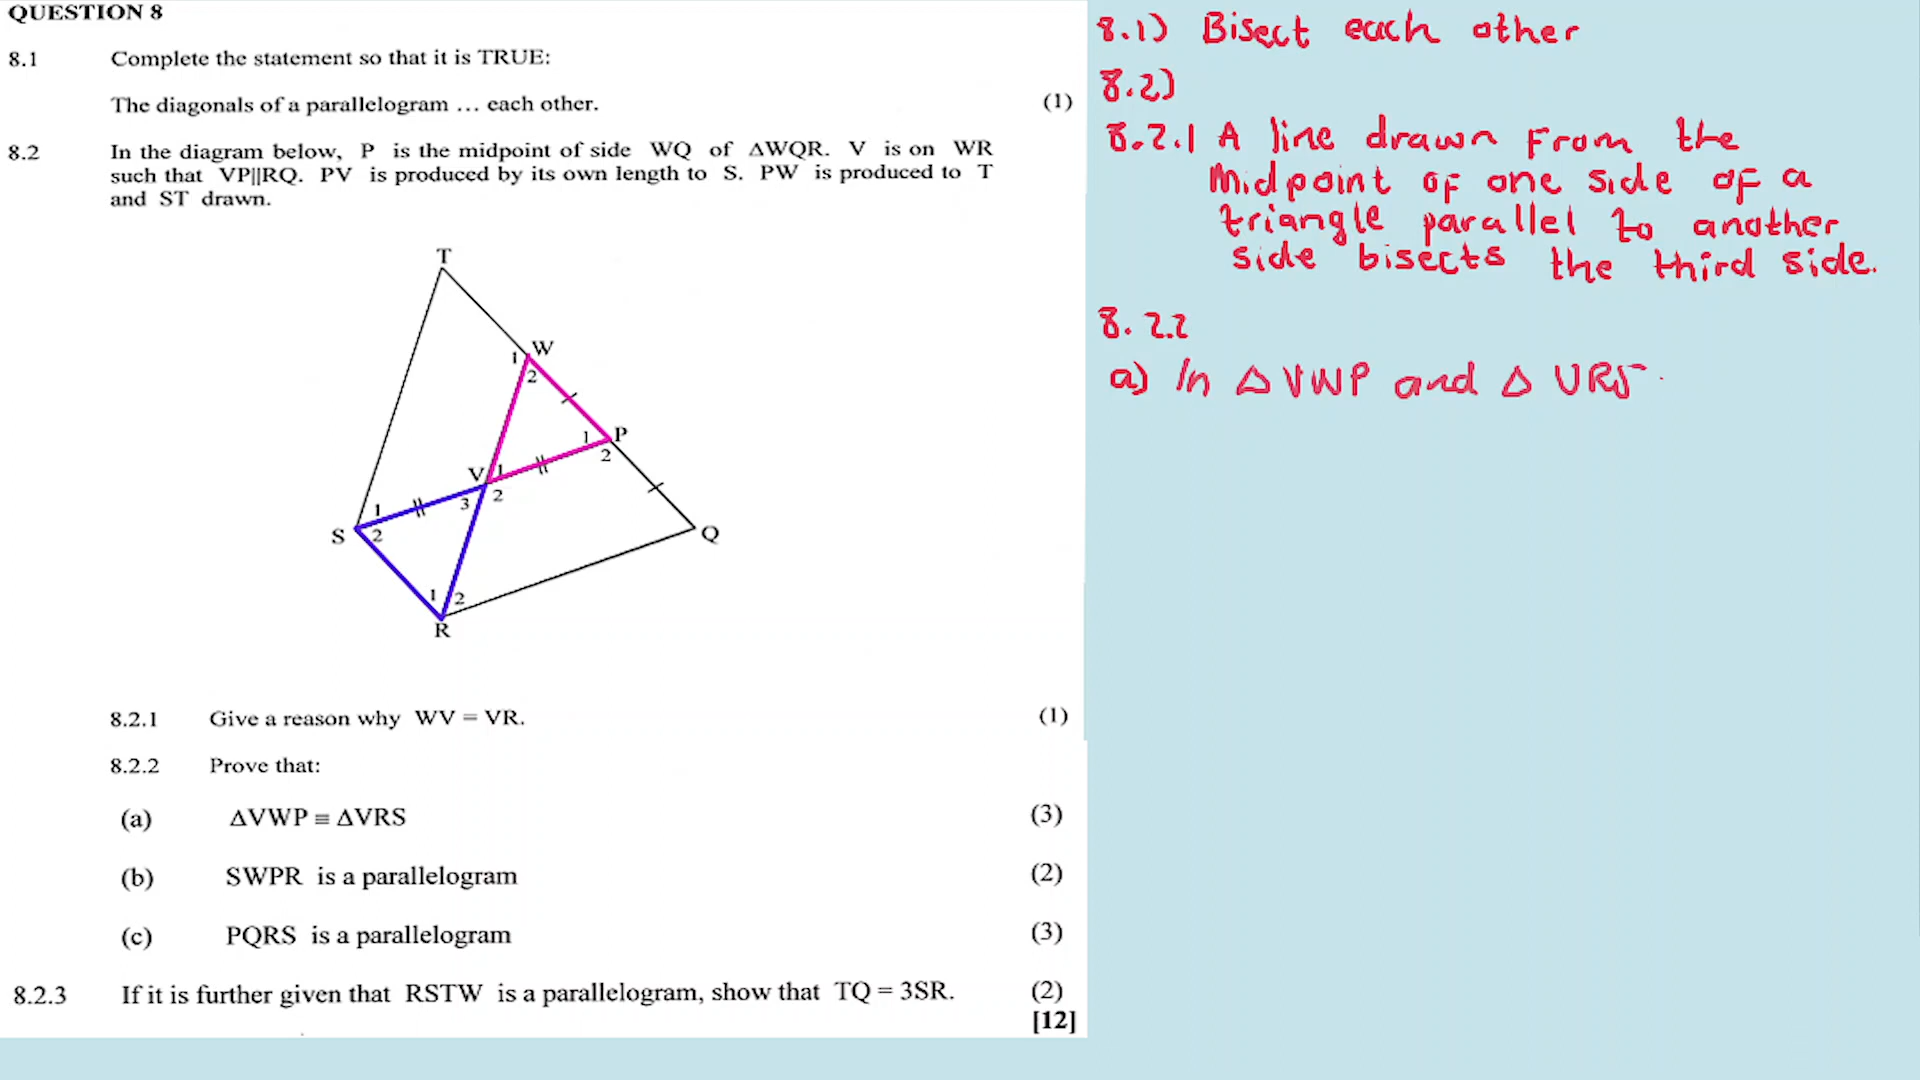 QUESTION 8
8.1 Complete the statement so that it is TRUE:
The diagonals of a parallelogram … each other. (1)
8.2 In the diagram below, P is the midpoint of side WQ of ΔWQR. V is on WR
such that VP||RQ. PV is produced by its own length to S. PW is produced to T
and ST drawn.
T
1 W
2
1 P
2
V 1
3 2
1
S 2
Q
1 2
R
8.2.1 Give a reason why WV = VR. (1)
8.2.2 Prove that:
(a) ΔVWP ≡ ΔVRS (3)
(b) SWPR is a parallelogram (2)
(c) PQRS is a parallelogram (3)
8.2.3 If it is further given that RSTW is a parallelogram, show that TQ = 3SR. (2)
[12]
8.1) Bisect each other
8.2)
8.2.1 A line drawn from the
Midpoint of one side of a
triangle parallel to another
side bisects the third side.
8.2.2
a) In Δ VWP and Δ VRS